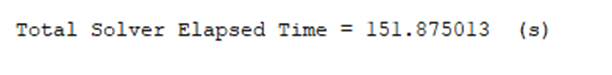 Total Solver Elapsed Time = 151.875013 (s)